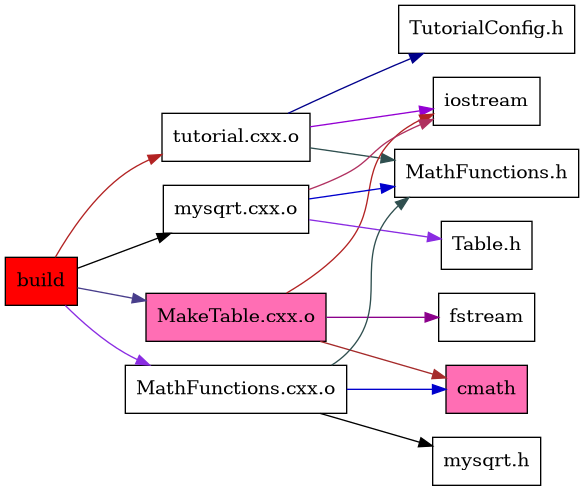 TutorialConfig.h
iostream
tutorial.cxx.o
MathFunctions.h
mysqrt.cxx.o
Table.h
build
MakeTable.cxx.o
fstream
MathFunctions.cxx.o
cmath
mysqrt.h